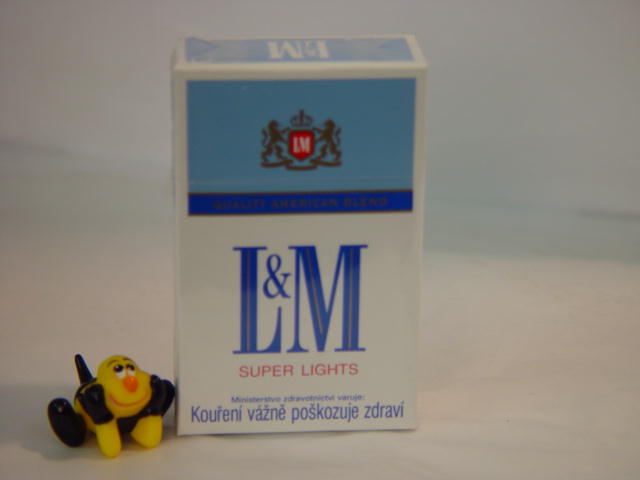 L&M
LM
QUALITY AMERICAN BLEND
L&M
SUPER LIGHTS
Ministerstvo zdravotnictví varuje:
Kouření vážně poškozuje zdraví